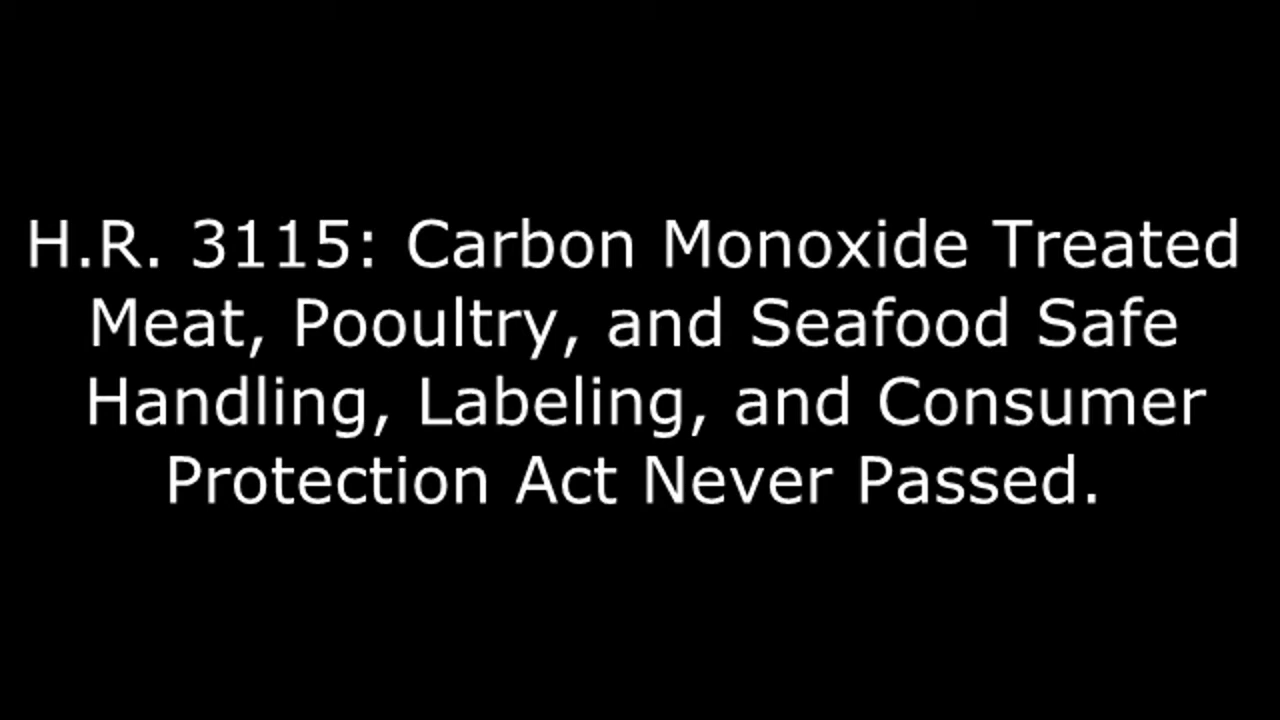 H.R. 3115: Carbon Monoxide Treated
Meat, Pooultry, and Seafood Safe
Handling, Labeling, and Consumer
Protection Act Never Passed.